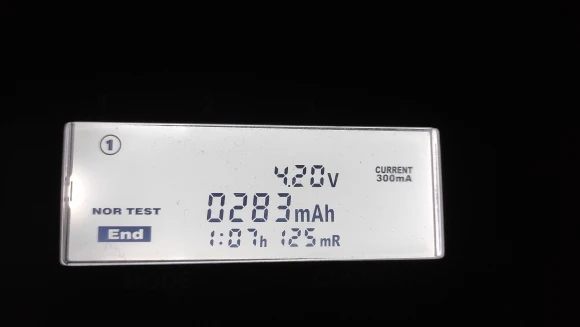 1
4.20V
CURRENT
300mA
NOR TEST
0283mAh
End
1:07h 125mR